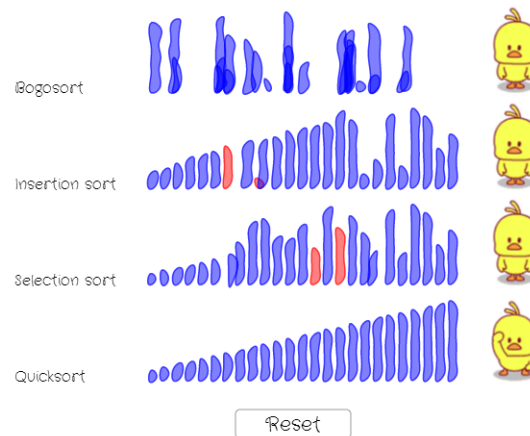 Bogosort
Insertion sort
Selection sort
Quicksort
Reset